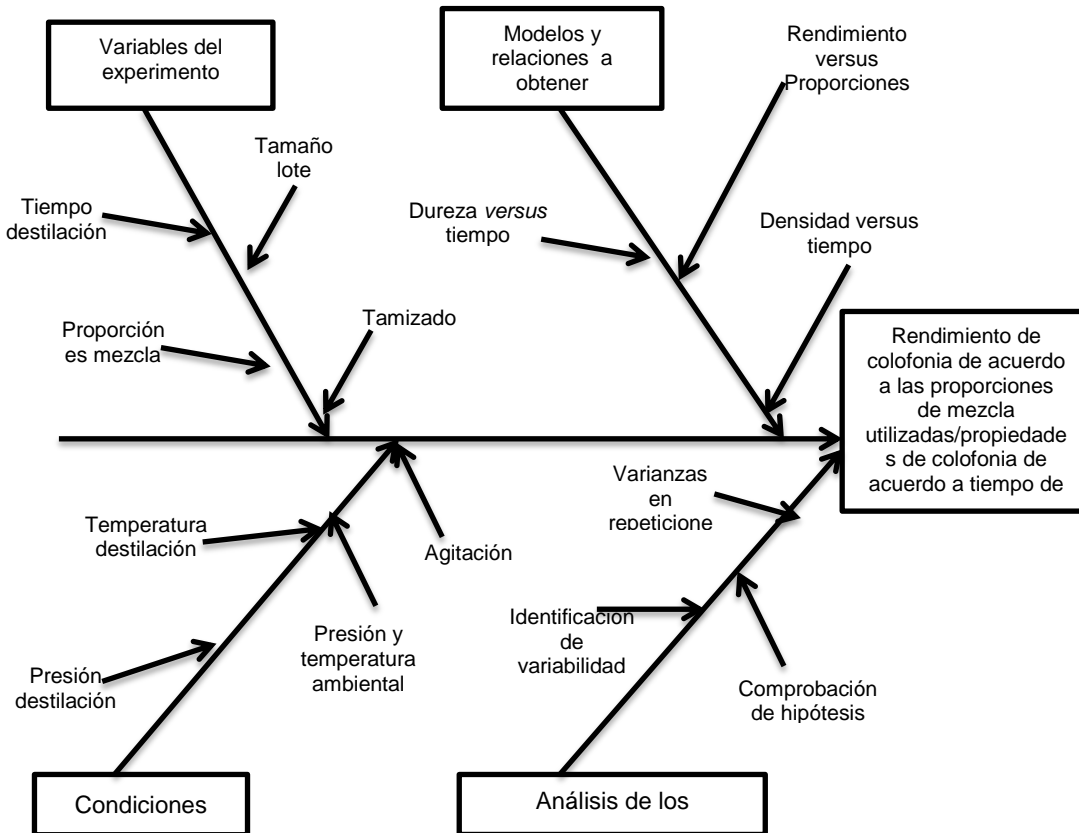 Variables del
experimento
Modelos y
relaciones a
obtener
Rendimiento
versus
Proporciones
Tamaño
lote
Tiempo
destilación
Dureza versus
tiempo
Densidad versus
tiempo
Proporción
es mezcla
Tamizado
Rendimiento de
colofonia de acuerdo
a las proporciones
de mezcla
utilizadas/propiedade
s de colofonia de
acuerdo a tiempo de
Varianzas
en
repeticione
Temperatura
destilación
Agitación
Identificación
de
variabilidad
Presión y
temperatura
ambiental
Presión
destilación
Comprobación
de hipótesis
Condiciones
Análisis de los